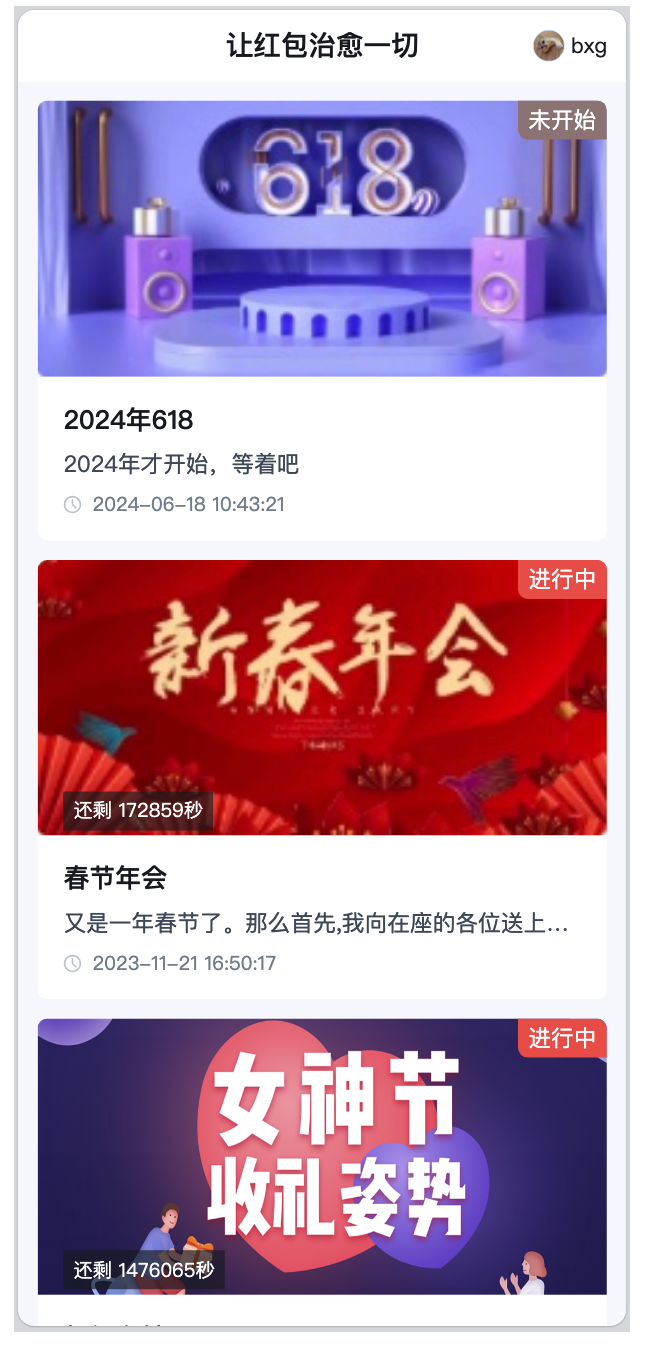 让红包治愈一切
bxg
618
未开始
2024年618
2024年才开始，等着吧
2024-06-18 10:43:21
进行中
新春年会
还剩 172859秒
春节年会
又是一年春节了。那么首先,我向在座的各位送上...
2023-11-21 16:50:17
进行中
女神节
收礼姿势
还剩 1476065秒